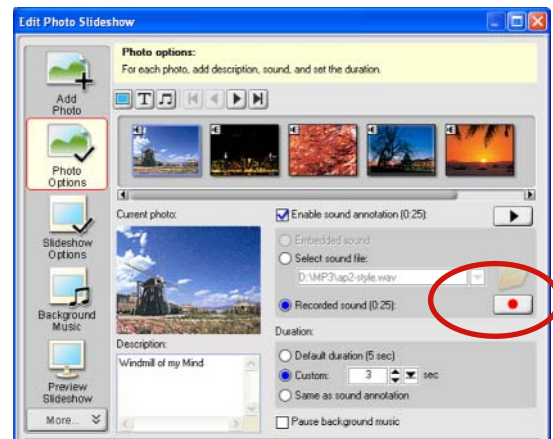 Edit Photo Slideshow
Photo options:
For each photo, add description, sound, and set the duration.
Add
Photo
Photo
Options
Slideshow
Options
Background
Music
Preview
Slideshow
More...
T
Current photo:
Description:
Windmill of my Mind
Enable sound annotation (0:25):
Embedded sound
Select sound file:
D:\MP3\ap2-style.wav
Recorded sound (0:25):
Duration:
Default duration (5 sec)
Custom: 3 sec
Same as sound annotation
Pause background music